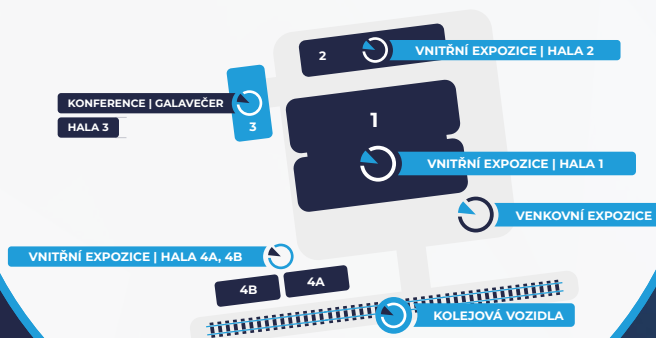 2
VNITŘNÍ EXPOZICE | HALA 2
KONFERENCE | GALAVEČER
HALA 3
3
1
VNITŘNÍ EXPOZICE | HALA 1
VENKOVNÍ EXPOZICE
VNITŘNÍ EXPOZICE | HALA 4A, 4B
4B
4A
KOLEJOVÁ VOZIDLA